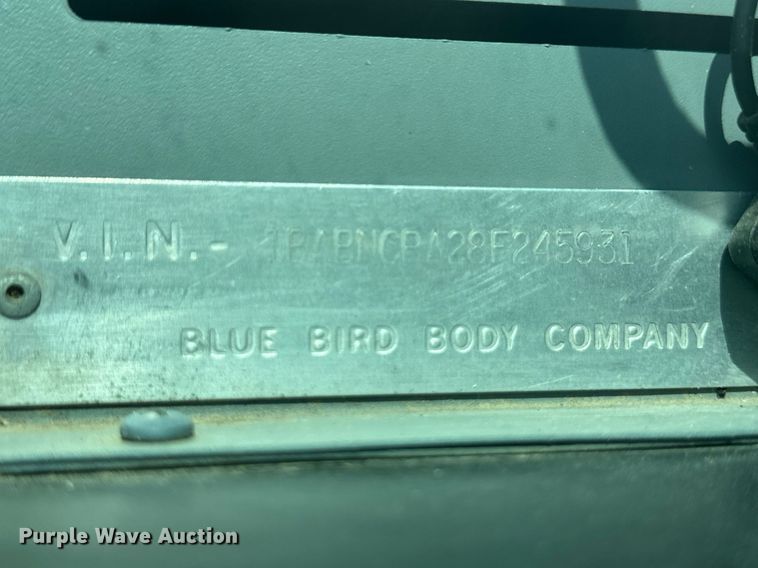 V.I.N.- 1BABNCPA28F245931
BLUE BIRD BODY COMPANY
Purple Wave Auction